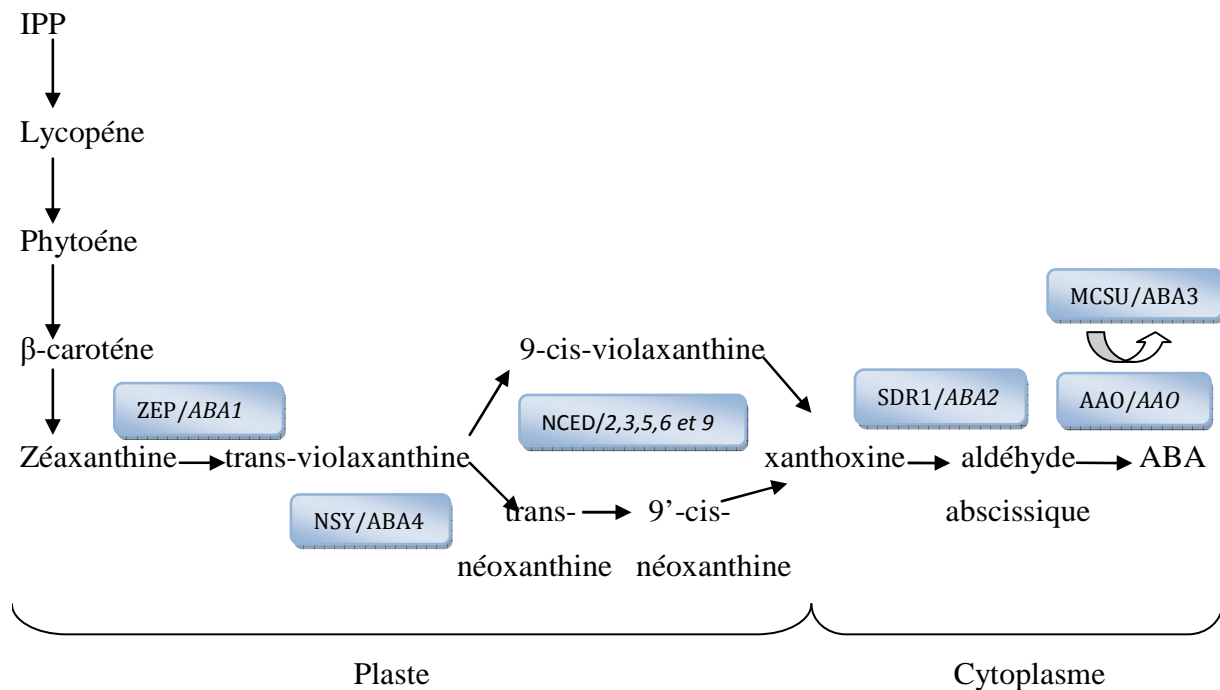 IPP
Lycopéne
Phytoéne
MCSU/ABA3
β-caroténe
9-cis-violaxanthine
ZEP/ABA1
NCED/2,3,5,6 et 9
SDR1/ABA2
AAO/AAO
Zéaxanthine
trans-violaxanthine
xanthoxine
aldéhyde
ABA
abscissique
NSY/ABA4
trans-
néoxanthine
9’-cis-
néoxanthine
Plaste
Cytoplasme